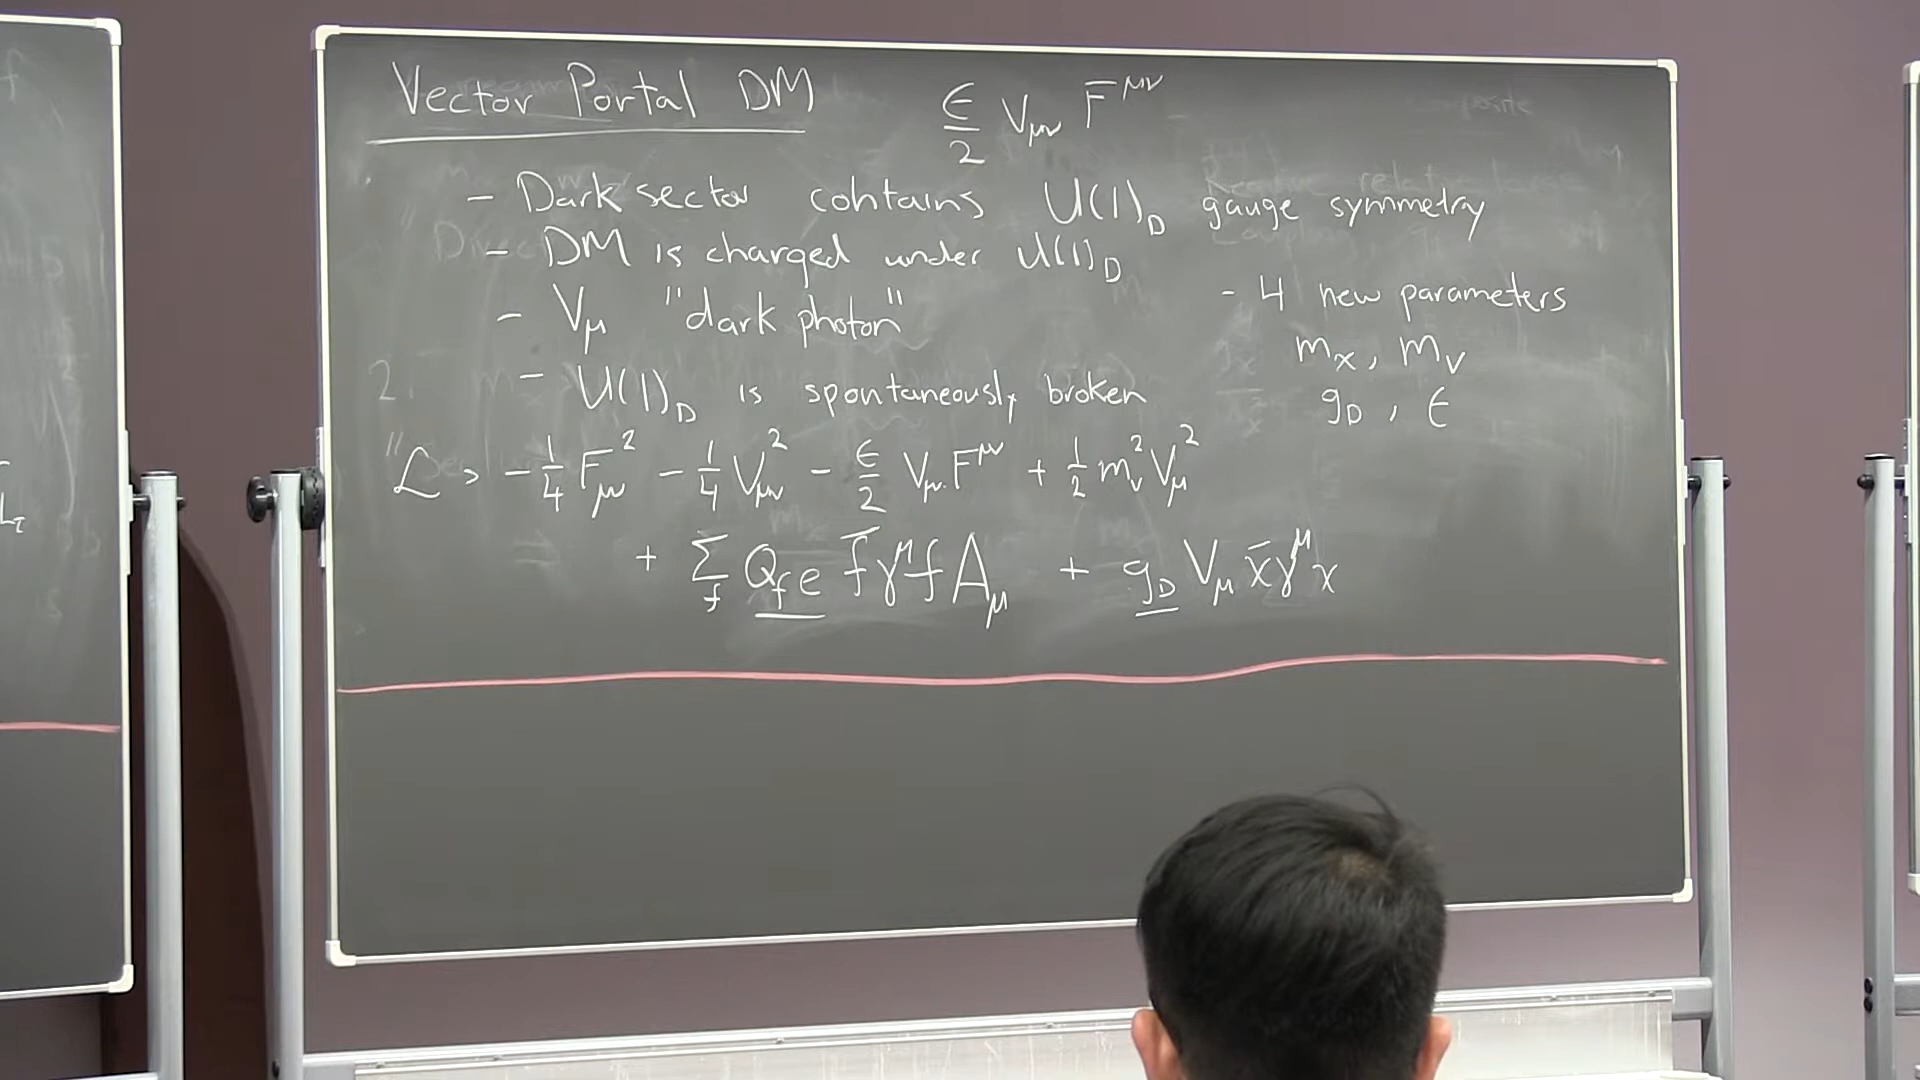 Vector Portal DM
ϵ/2 V_μν F^μν
- Dark sector contains U(1)_D gauge symmetry
- DM is charged under U(1)_D
- V_μ "dark photon"
- U(1)_D is spontaneously broken
- 4 new parameters
m_χ, m_V
g_D, ϵ
ℒ > -1/4 F_μν^2 - 1/4 V_μν^2 - ϵ/2 V_μν F^μν + 1/2 m_V^2 V_μ^2
+ Σ_f Q_f e f̄ γ^μ f A_μ + g_D V_μ χ̄ γ^μ χ